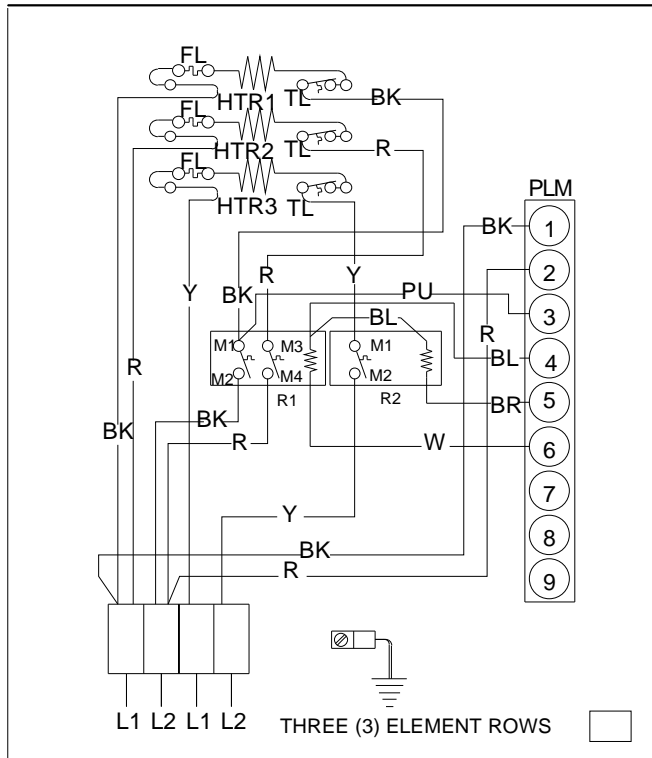 FL
HTR1 TL BK
FL
HTR2 TL R
FL
HTR3 TL
PLM
BK 1
2
Y R Y
BK PU 3
R BL
M1 M3 M1 R
BL 4
M2 M4 M2
R1 R2 BR 5
BK
BK R W 6
7
Y
8
BK
R 9
L1 L2 L1 L2
THREE (3) ELEMENT ROWS